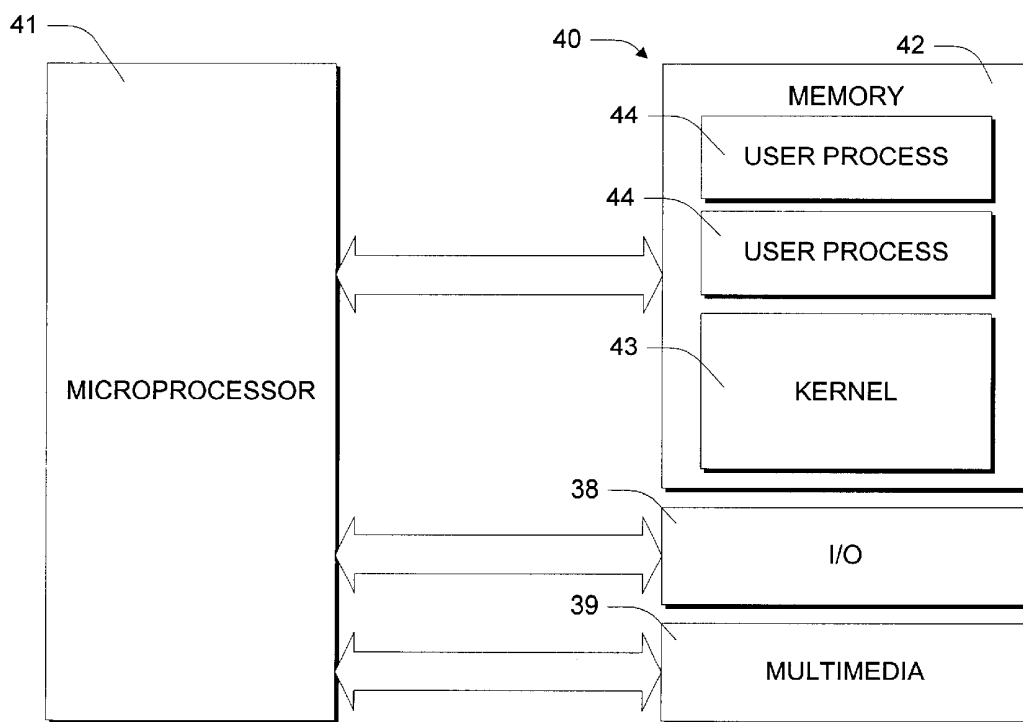 41
40
42
MEMORY
44
USER PROCESS
44
USER PROCESS
43
KERNEL
MICROPROCESSOR
38
I/O
39
MULTIMEDIA